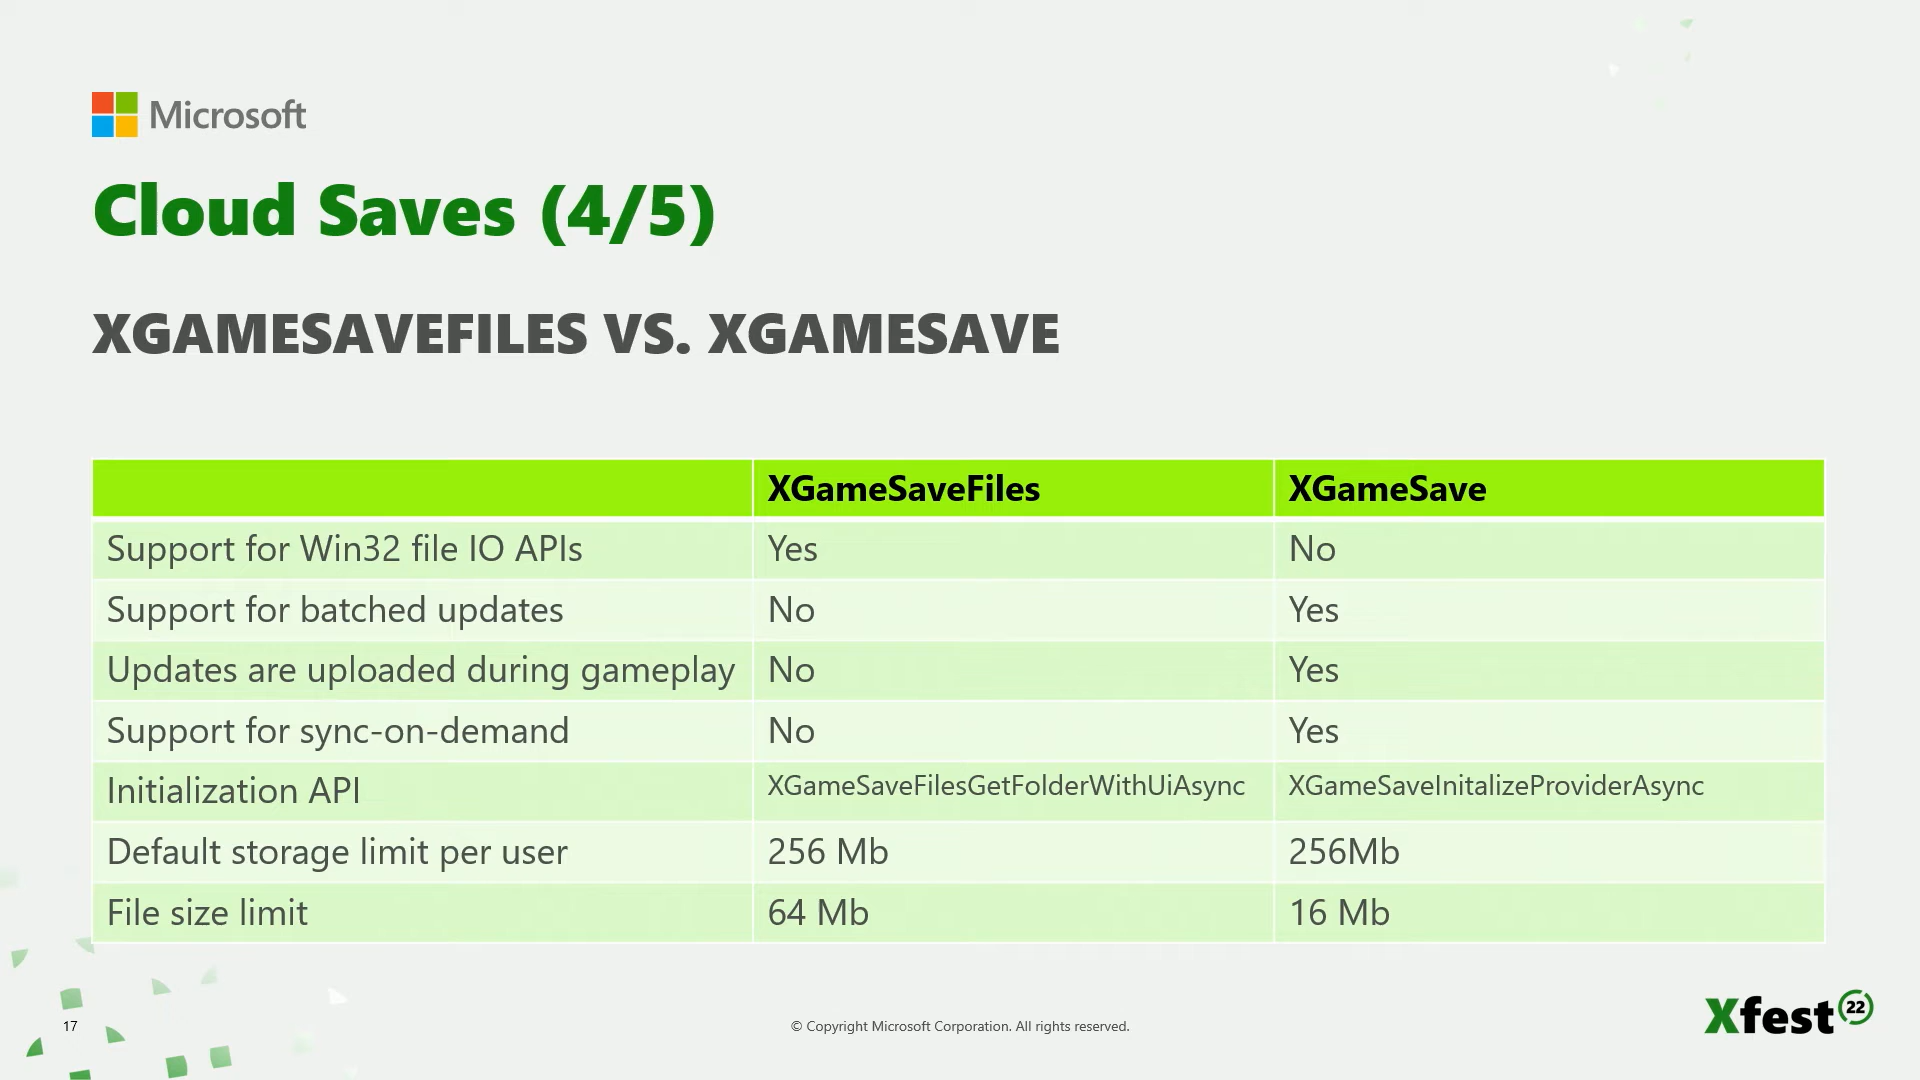 Microsoft
Cloud Saves (4/5)
XGAMESAVEFILES VS. XGAMESAVE
XGameSaveFiles XGameSave
Support for Win32 file IO APIs Yes No
Support for batched updates No Yes
Updates are uploaded during gameplay No Yes
Support for sync-on-demand No Yes
Initialization API XGameSaveFilesGetFolderWithUiAsync XGameSaveInitalizeProviderAsync
Default storage limit per user 256 Mb 256Mb
File size limit 64 Mb 16 Mb
17
© Copyright Microsoft Corporation. All rights reserved.
Xfest 22